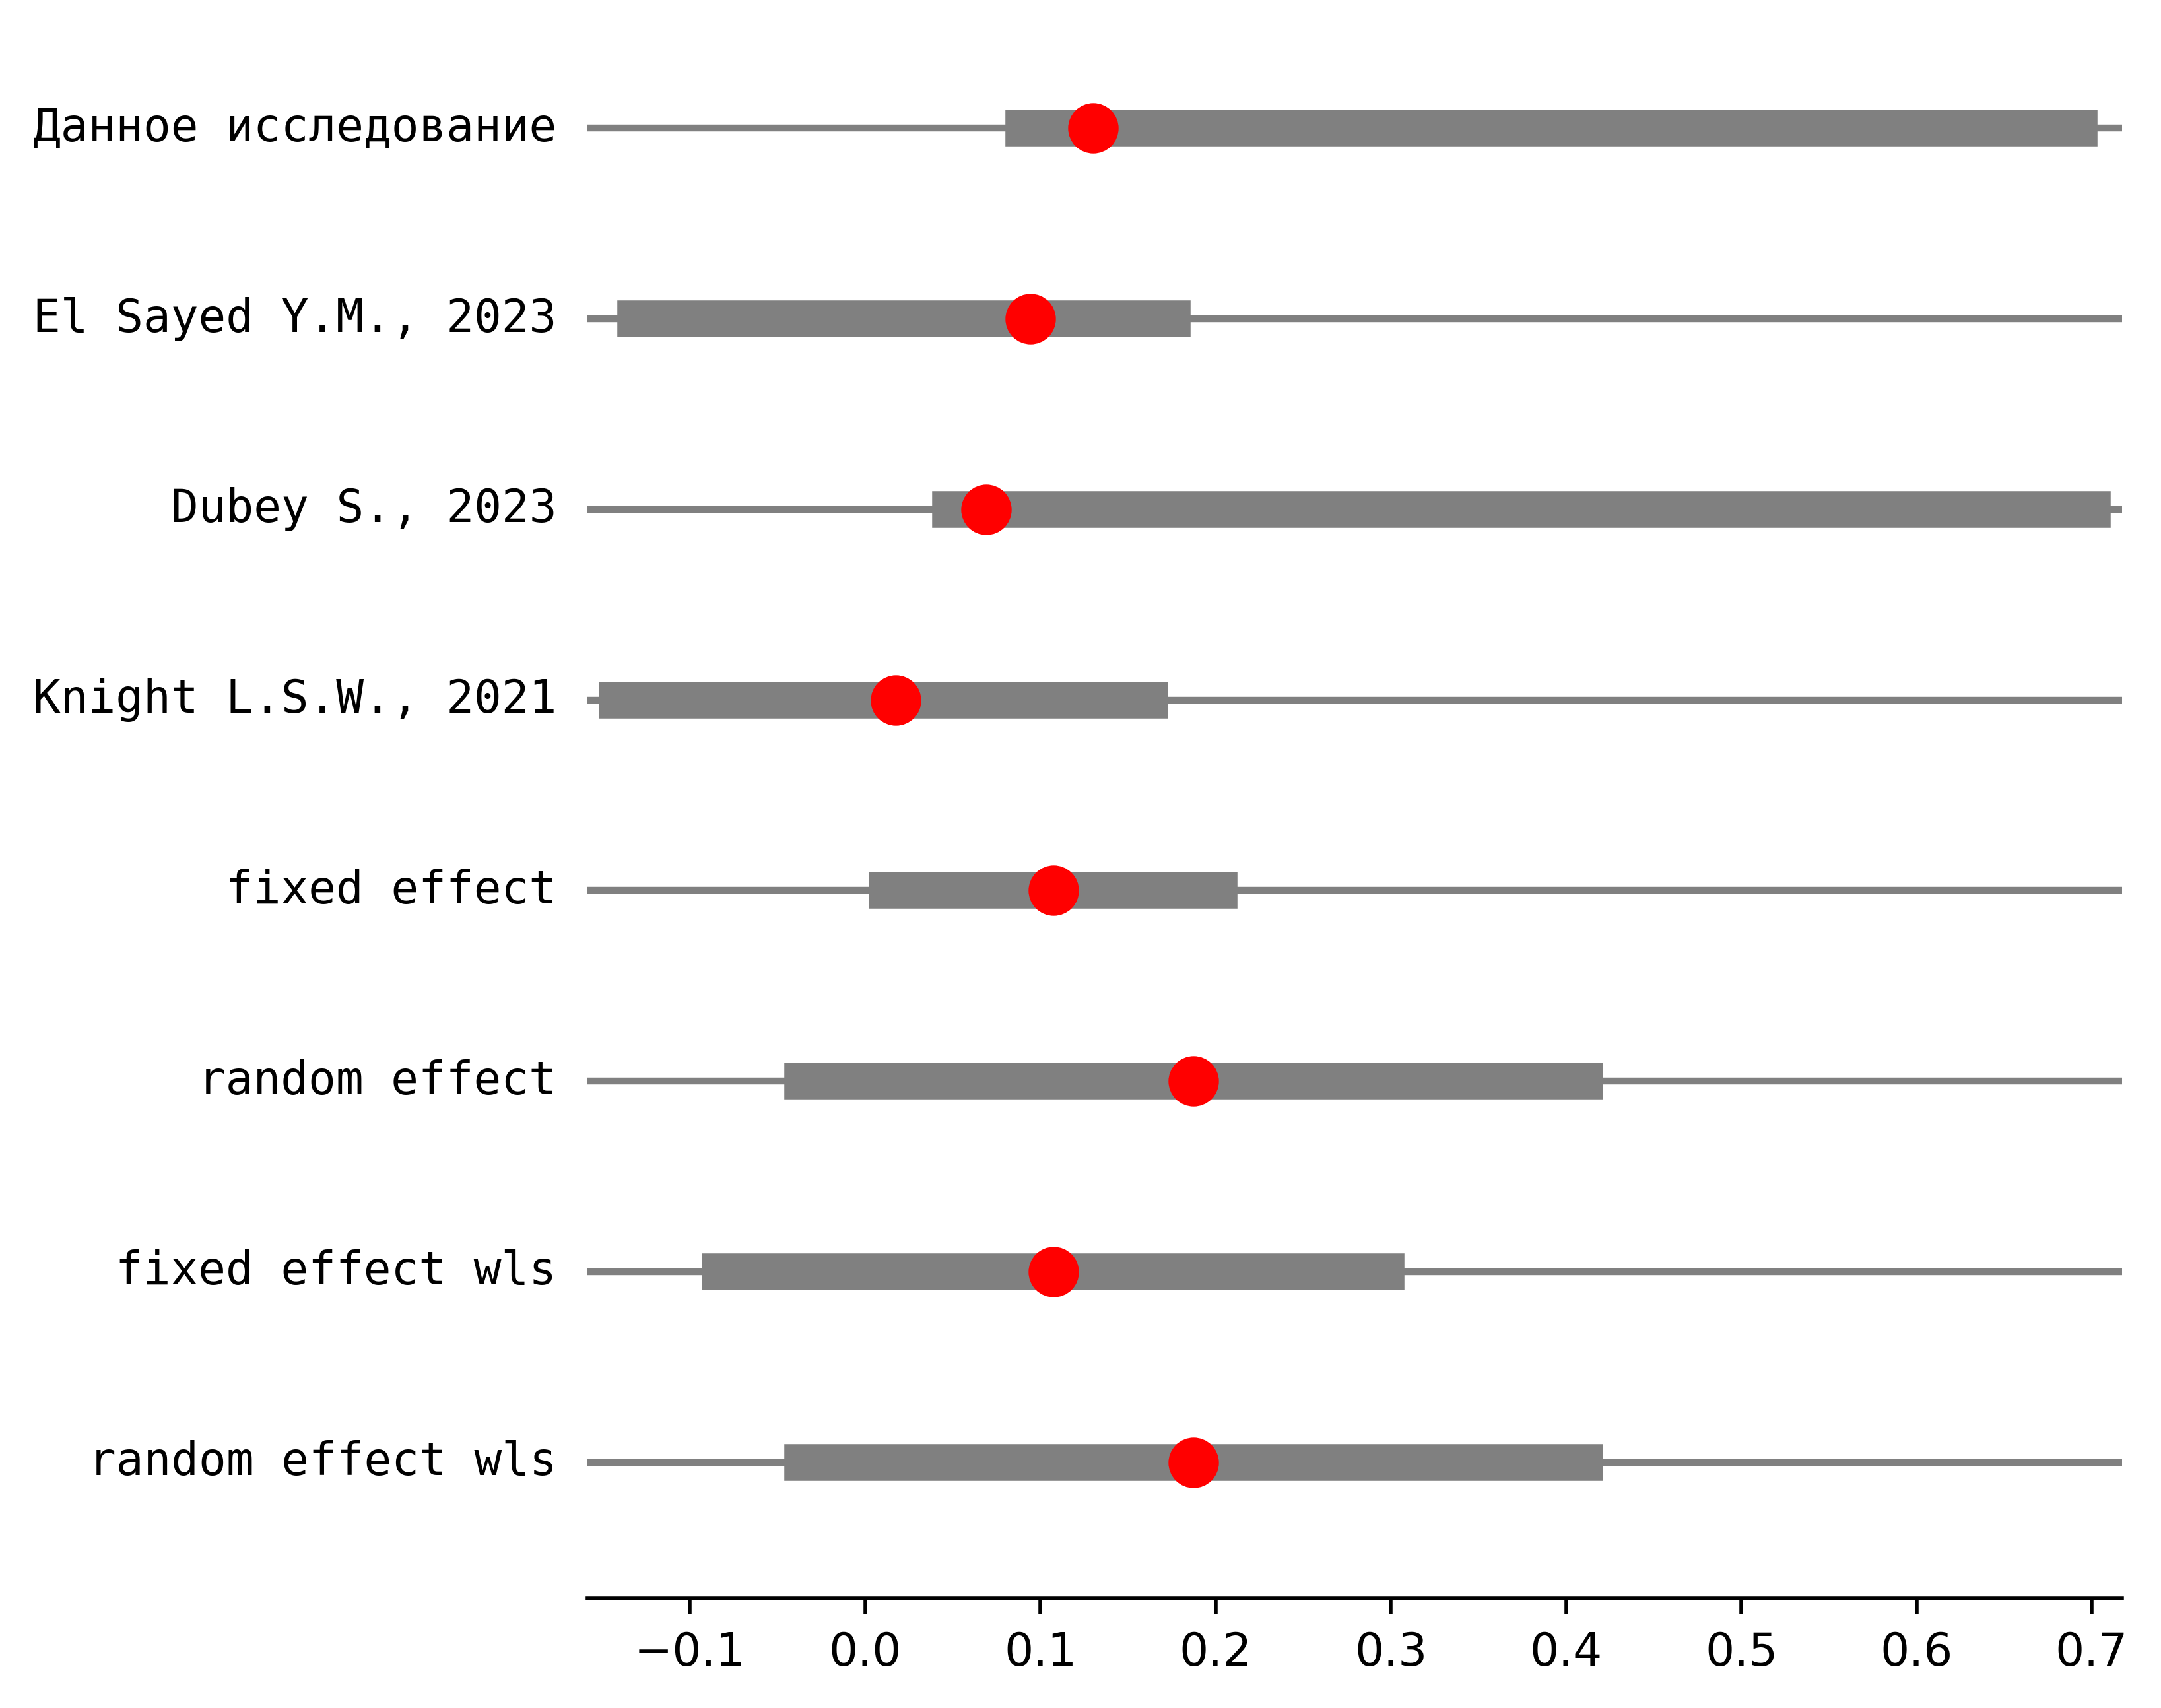 Данное исследование
El Sayed Y.M., 2023
Dubey S., 2023
Knight L.S.W., 2021
fixed effect
random effect
fixed effect wls
random effect wls
−0.1 0.0 0.1 0.2 0.3 0.4 0.5 0.6 0.7